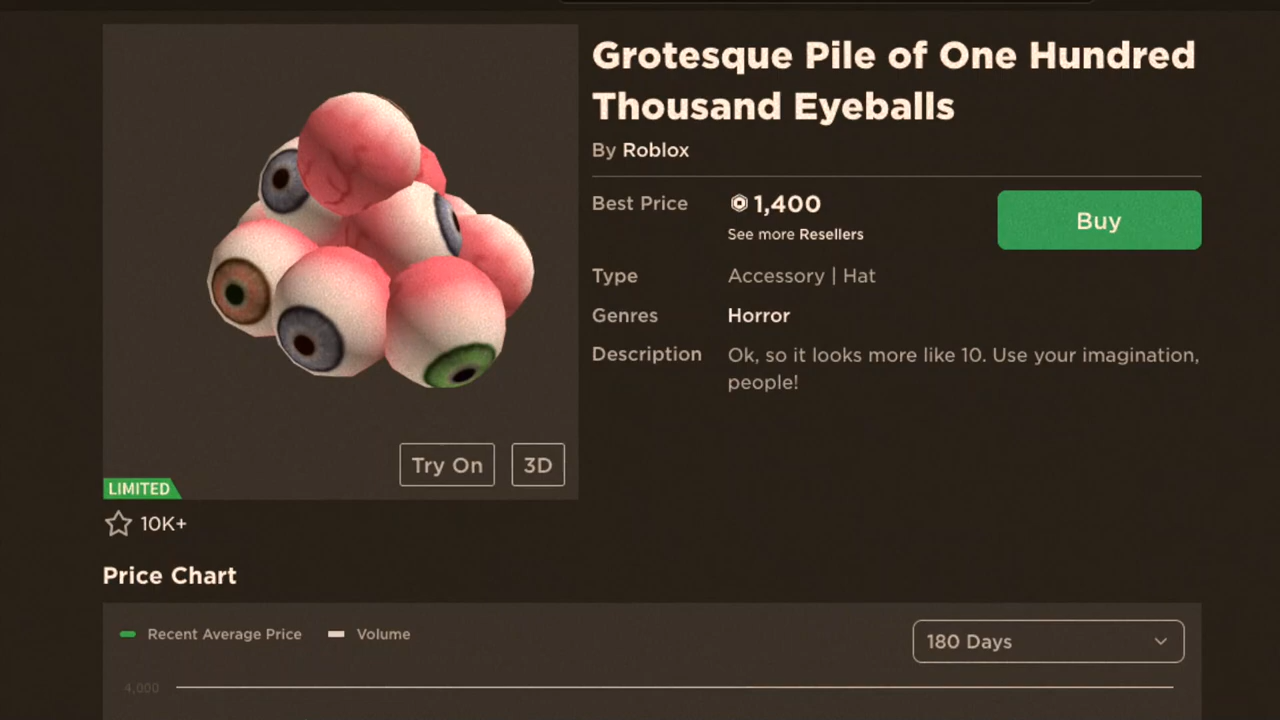 Grotesque Pile of One Hundred
Thousand Eyeballs
By Roblox
Best Price
1,400
Buy
See more Resellers
Type
Accessory | Hat
Genres
Horror
Description
Ok, so it looks more like 10. Use your imagination,
people!
Try On
3D
LIMITED
10K+
Price Chart
Recent Average Price
Volume
180 Days
4,000